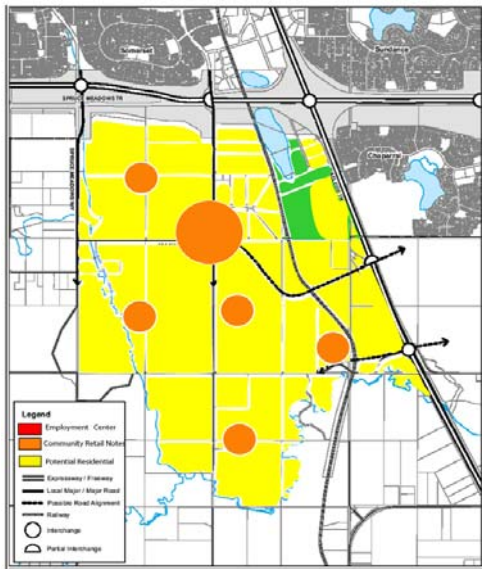 Somerset
Sundance
SPRUCE MEADOWS TR
Chaparral
Legend
Employment Center
Community Retail Notes
Potential Residential
Expressway / Freeway
Local Major / Major Road
Possible Road Alignment
Railway
Interchange
Partial Interchange